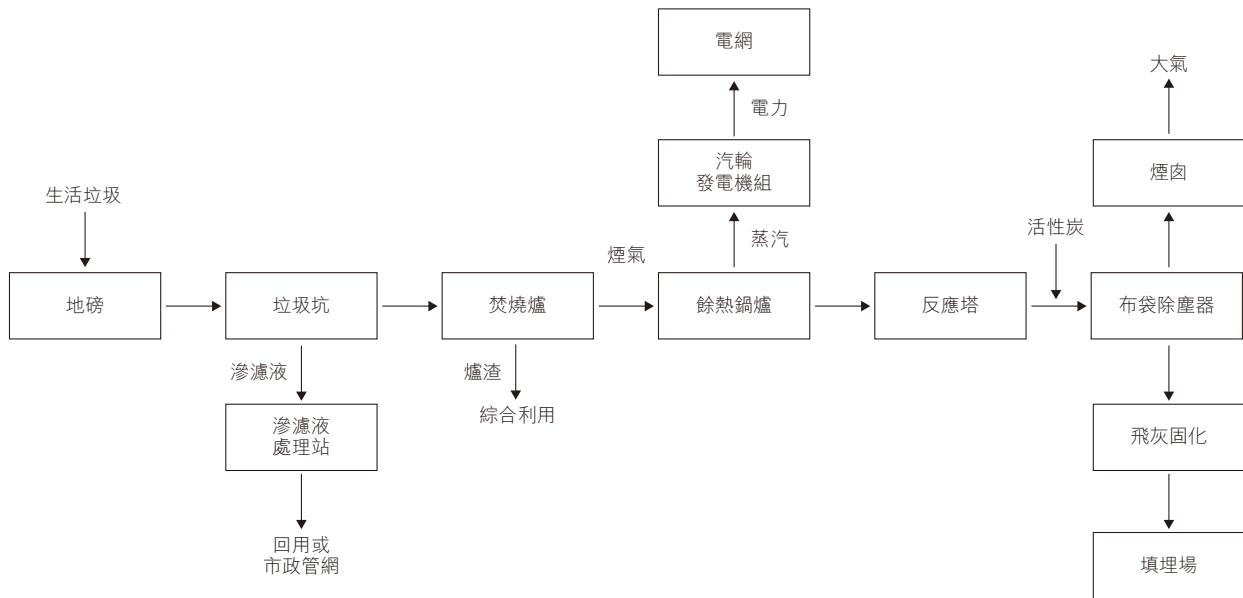 電網
大氣
電力
汽輪
發電機組
煙囪
生活垃圾
活性炭
煙氣
蒸汽
地磅
垃圾坑
焚燒爐
餘熱鍋爐
反應塔
布袋除塵器
滲濾液
爐渣
綜合利用
滲濾液
處理站
飛灰固化
回用或
市政管網
填埋場